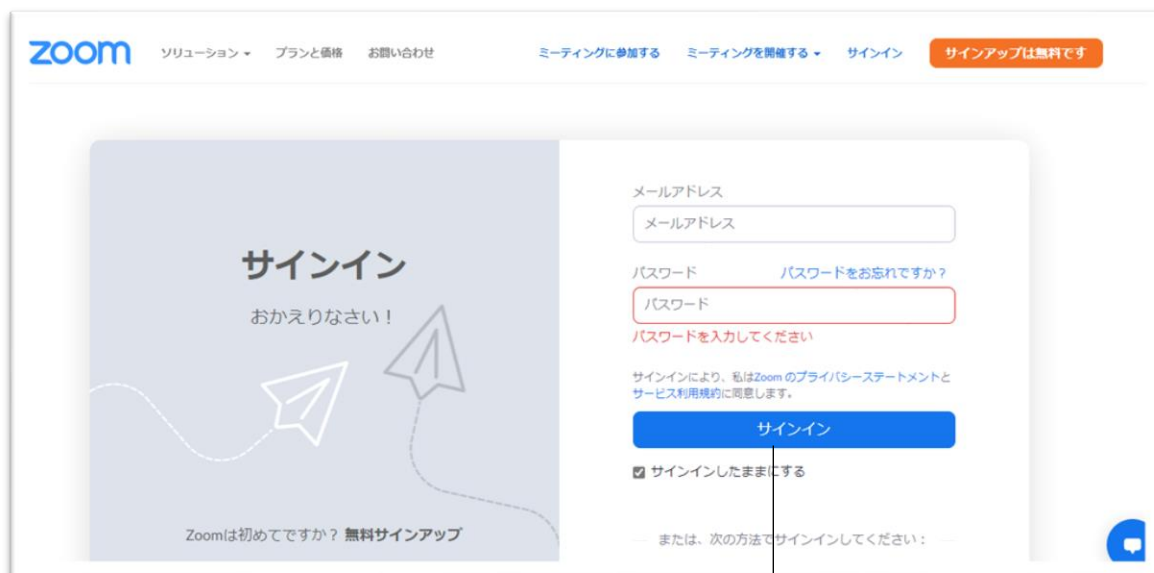 zoom ソリューション プランと価格 お問い合わせ ミーティングに参加する ミーティングを開催する サインイン サインアップは無料です
サインイン
おかえりなさい！
Zoomは初めてですか？ 無料サインアップ
メールアドレス
メールアドレス
パスワード パスワードをお忘れですか？
パスワード
パスワードを入力してください
サインインにより、私はZoom のプライバシーステートメントと
サービス利用規約に同意します。
サインイン
サインインしたままにする
または、次の方法でサインインしてください：